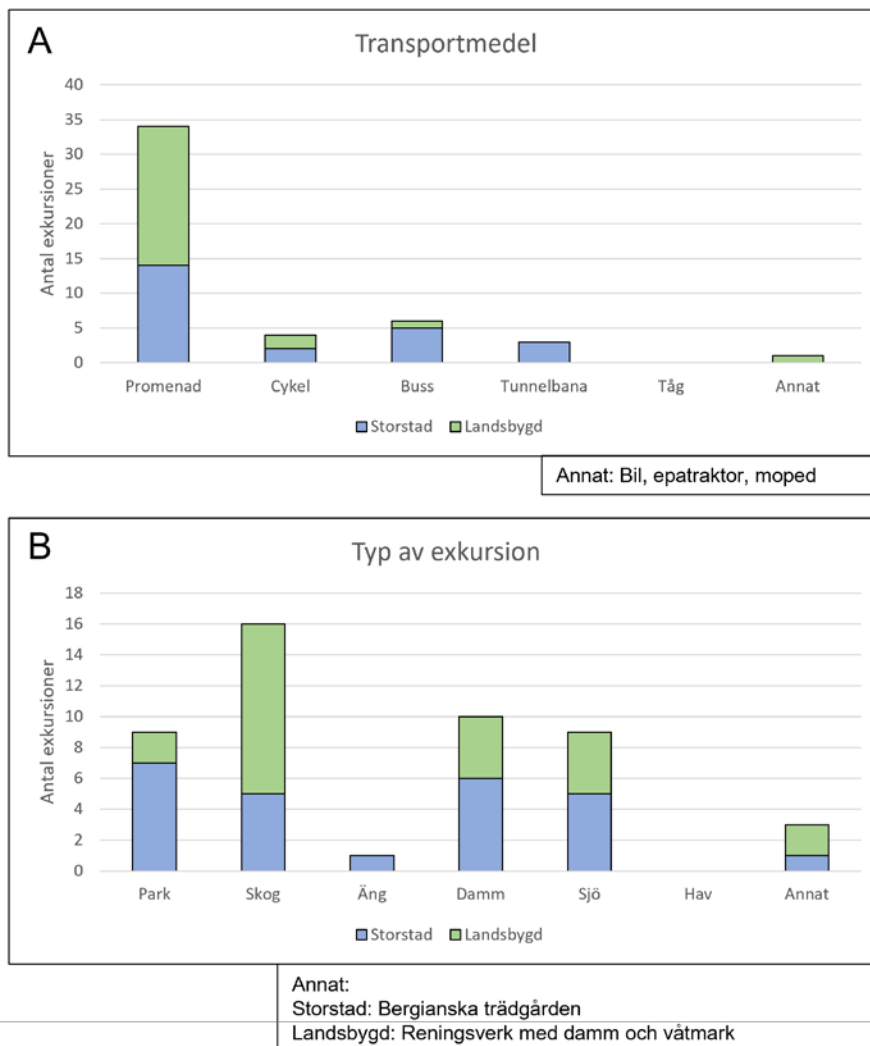 A
Transportmedel
40
35
30
25
20
15
10
5
0
Antal exkursioner
Promenad Cykel Buss Tunnelbana Tåg Annat
Storstad Landsbygd
Annat: Bil, epatraktor, moped
B
Typ av exkursion
18
16
14
12
10
8
6
4
2
0
Antal exkursioner
Park Skog Äng Damm Sjö Hav Annat
Storstad Landsbygd
Annat:
Storstad: Bergianska trädgården
Landsbygd: Reningsverk med damm och våtmark